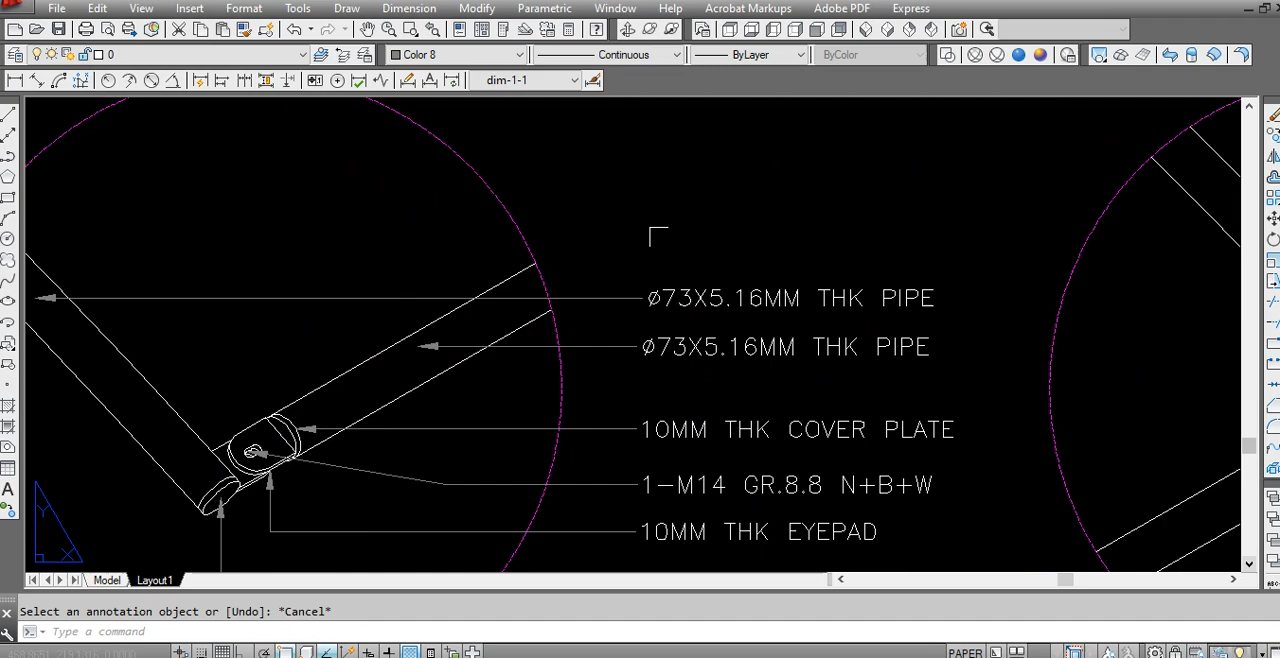 File Edit View Insert Format Tools Draw Dimension Modify Parametric Window Help Acrobat Markups Adobe PDF Express
0 Color 8 Continuous ByLayer ByColor
dim-1-1
Ø73X5.16MM THK PIPE
Ø73X5.16MM THK PIPE
10MM THK COVER PLATE
1-M14 GR.8.8 N+B+W
10MM THK EYEPAD
Y
X
Model Layout1
Select an annotation object or [Undo]: *Cancel*
Type a command
PAPER